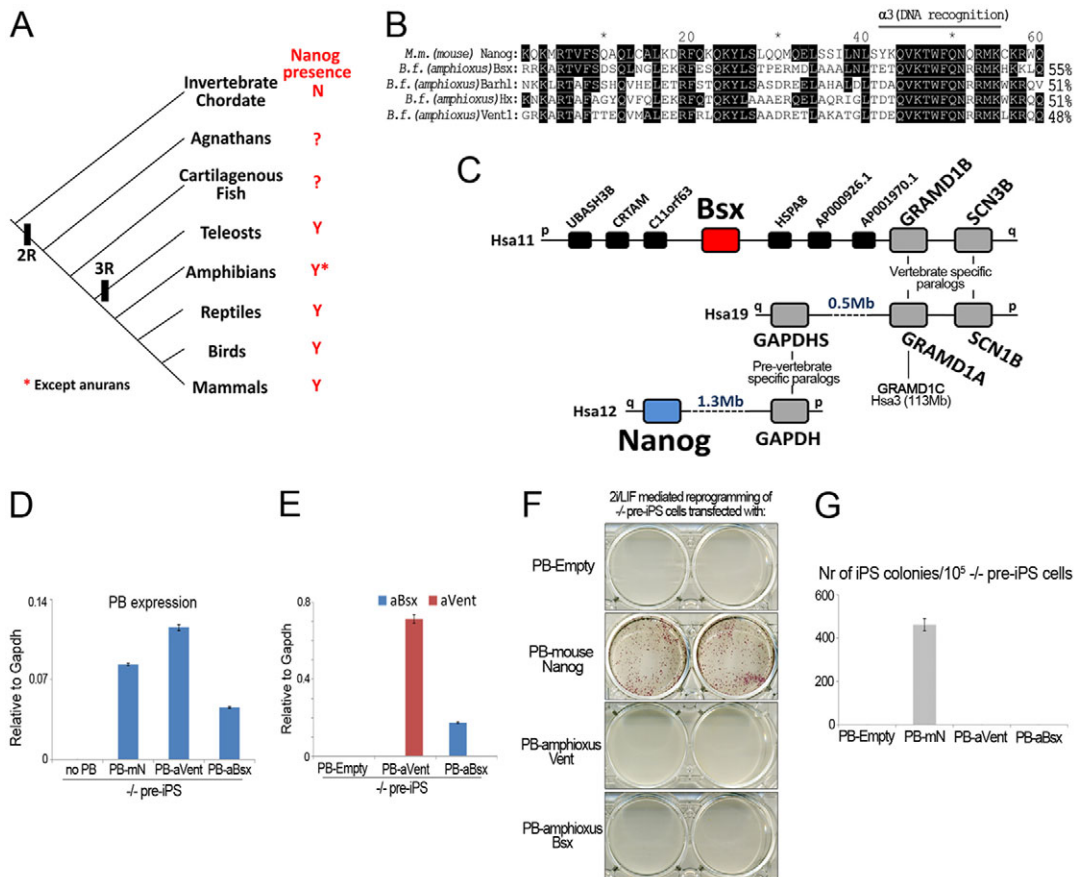 A
Nanog
presence
Invertebrate
Chordate
N
Agnathans
?
Cartilagenous
Fish
?
Teleosts
Y
Amphibians
Y*
Reptiles
Y
Birds
Y
Mammals
Y
2R
3R
* Except anurans
B
α3(DNA recognition)
* 20 * 40 * 60
M.m.(mouse) Nanog: KQKMRTVFSQAQLCALKDRFQKQKYLSLQQMQELSSILNLSYKQVKTWFQNQRMKCKRWQ
B.f.(amphioxus)Bsx: RRKARTVFSDSQLNGLEKRFESQKYLSTPERMDLAAALNLTETQVKTWFQNRRMKHKKLQ 55%
B.f.(amphioxus)Barhl: NKKLRTAFSSHQVHELETRFSRQKYLSVADRDELAHALDLTDAQVKTWFQNRRMKWKRQV 51%
B.f.(amphioxus)Hx: KNKARTAFAGYQVFQLEKRFQTQKYLAAAERQELAQRIGLTDTQVKTWFQNRRMKWKRQQ 51%
B.f.(amphioxus)Vent1: GRKARTAFTTEQVMALEERFRLQKYLSAADRETLAKATGLTDEQVKTWFQNRRMKLKRQQ 48%
C
UBASH3B
CRTAM
C11orf63
Bsx
HSPA8
AP000926.1
AP001970.1
GRAMD1B
SCN3B
Hsa11
p
q
Vertebrate specific
paralogs
Hsa19
q
0.5Mb
p
GAPDHS
GRAMD1A
SCN1B
Pre-vertebrate
specific paralogs
GRAMD1C
Hsa3 (113Mb)
Hsa12
q
1.3Mb
p
Nanog
GAPDH
D
PB expression
Relative to Gapdh
0.14
0.07
0
no PB
PB-mN
PB-aVent
PB-aBsx
-/- pre-iPS
E
aBsx
aVent
Relative to Gapdh
0.8
0.4
0
PB-Empty
PB-aVent
PB-aBsx
-/- pre-iPS
F
2i/LIF mediated reprogramming of
-/- pre-iPS cells transfected with:
PB-Empty
PB-mouse
Nanog
PB-amphioxus
Vent
PB-amphioxus
Bsx
G
Nr of iPS colonies/10⁵ -/- pre-iPS cells
600
400
200
0
PB-Empty
PB-mN
PB-aVent
PB-aBsx